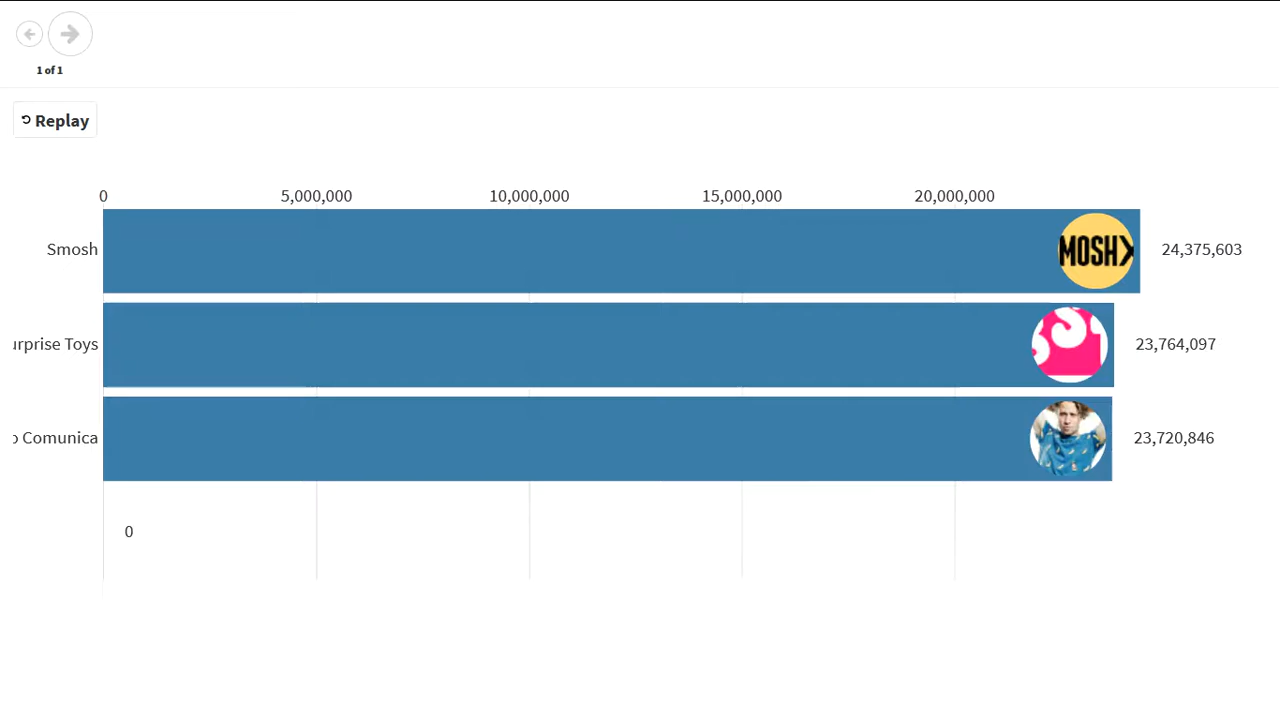 1 of 1
Replay
0 5,000,000 10,000,000 15,000,000 20,000,000
Smosh MOSH 24,375,603
urprise Toys 23,764,097
o Comunica 23,720,846
0